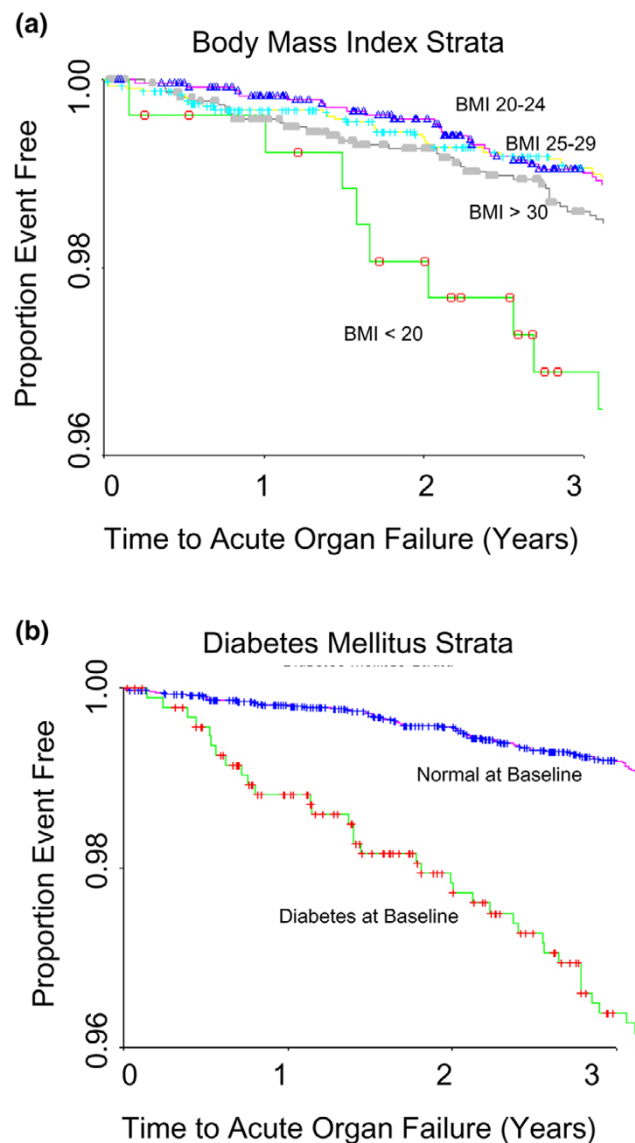 (a)
Body Mass Index Strata
Proportion Event Free
1.00
0.98
0.96
BMI 20-24
BMI 25-29
BMI > 30
BMI < 20
0 1 2 3
Time to Acute Organ Failure (Years)
(b)
Diabetes Mellitus Strata
Diabetes Mellitus Strata
Proportion Event Free
1.00
0.98
0.96
Normal at Baseline
Diabetes at Baseline
0 1 2 3
Time to Acute Organ Failure (Years)